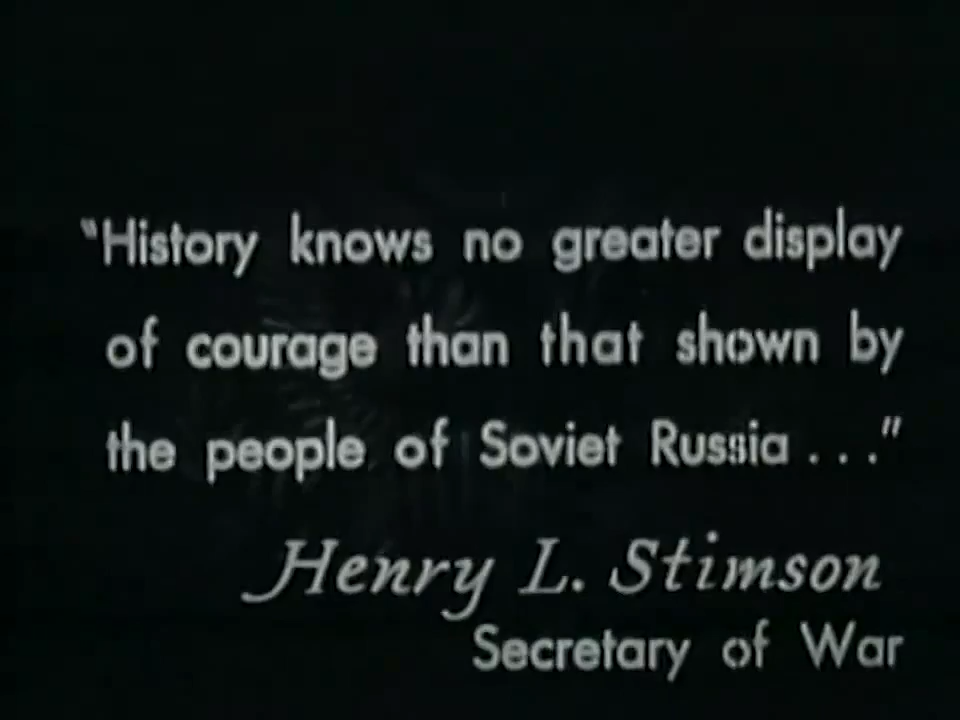 "History knows no greater display
of courage than that shown by
the people of Soviet Russia . . ."
Henry L. Stimson
Secretary of War